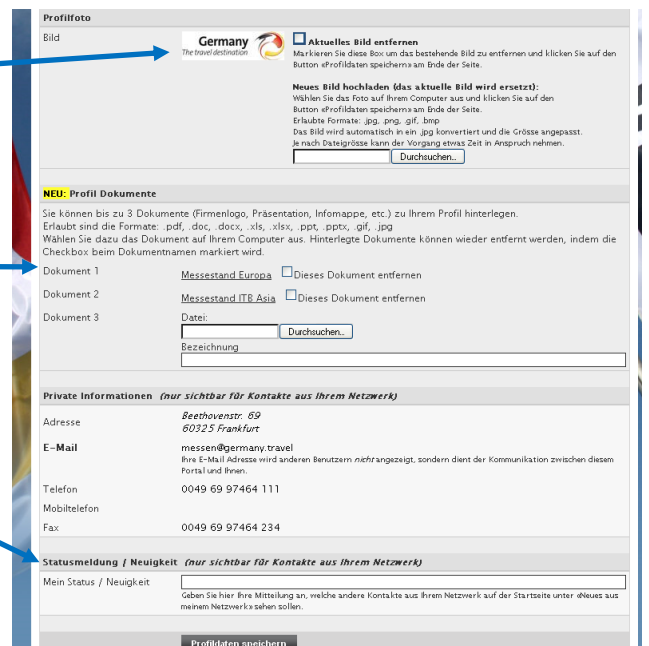 Profilfoto
Bild
Germany
The travel destination
Aktuelles Bild entfernen
Markieren Sie diese Box um das bestehende Bild zu entfernen und klicken Sie auf den
Button «Profildaten speichern» am Ende der Seite.
Neues Bild hochladen (das aktuelle Bild wird ersetzt):
Wählen Sie das Foto auf Ihrem Computer aus und klicken Sie auf den
Button «Profildaten speichern» am Ende der Seite.
Erlaubte Formate: .jpg, .png, .gif, .bmp
Das Bild wird automatisch in ein .jpg konvertiert und die Grösse angepasst.
Je nach Dateigrösse kann der Vorgang etwas Zeit in Anspruch nehmen.
Durchsuchen...
NEU: Profil Dokumente
Sie können bis zu 3 Dokumente (Firmenlogo, Präsentation, Infomappe, etc.) zu Ihrem Profil hinterlegen.
Erlaubt sind die Formate: .pdf, .doc, .docx, .xls, .xlsx, .ppt, .pptx, .gif, .jpg
Wählen Sie dazu das Dokument auf Ihrem Computer aus. Hinterlegte Dokumente können wieder entfernt werden, indem die
Checkbox beim Dokumentnamen markiert wird.
Dokument 1 Messestand Europa Dieses Dokument entfernen
Dokument 2 Messestand ITB Asia Dieses Dokument entfernen
Dokument 3 Datei:
Durchsuchen...
Bezeichnung
Private Informationen (nur sichtbar für Kontakte aus Ihrem Netzwerk)
Adresse Beethovenstr. 69
60325 Frankfurt
E-Mail messen@germany.travel
Ihre E-Mail Adresse wird anderen Benutzern nicht angezeigt, sondern dient der Kommunikation zwischen diesem
Portal und Ihnen.
Telefon 0049 69 97464 111
Mobiltelefon
Fax 0049 69 97464 234
Statusmeldung / Neuigkeit (nur sichtbar für Kontakte aus Ihrem Netzwerk)
Mein Status / Neuigkeit
Geben Sie hier Ihre Mitteilung an, welche andere Kontakte aus Ihrem Netzwerk auf der Startseite unter «Neues aus
meinem Netzwerk» sehen sollen.
Profildaten speichern